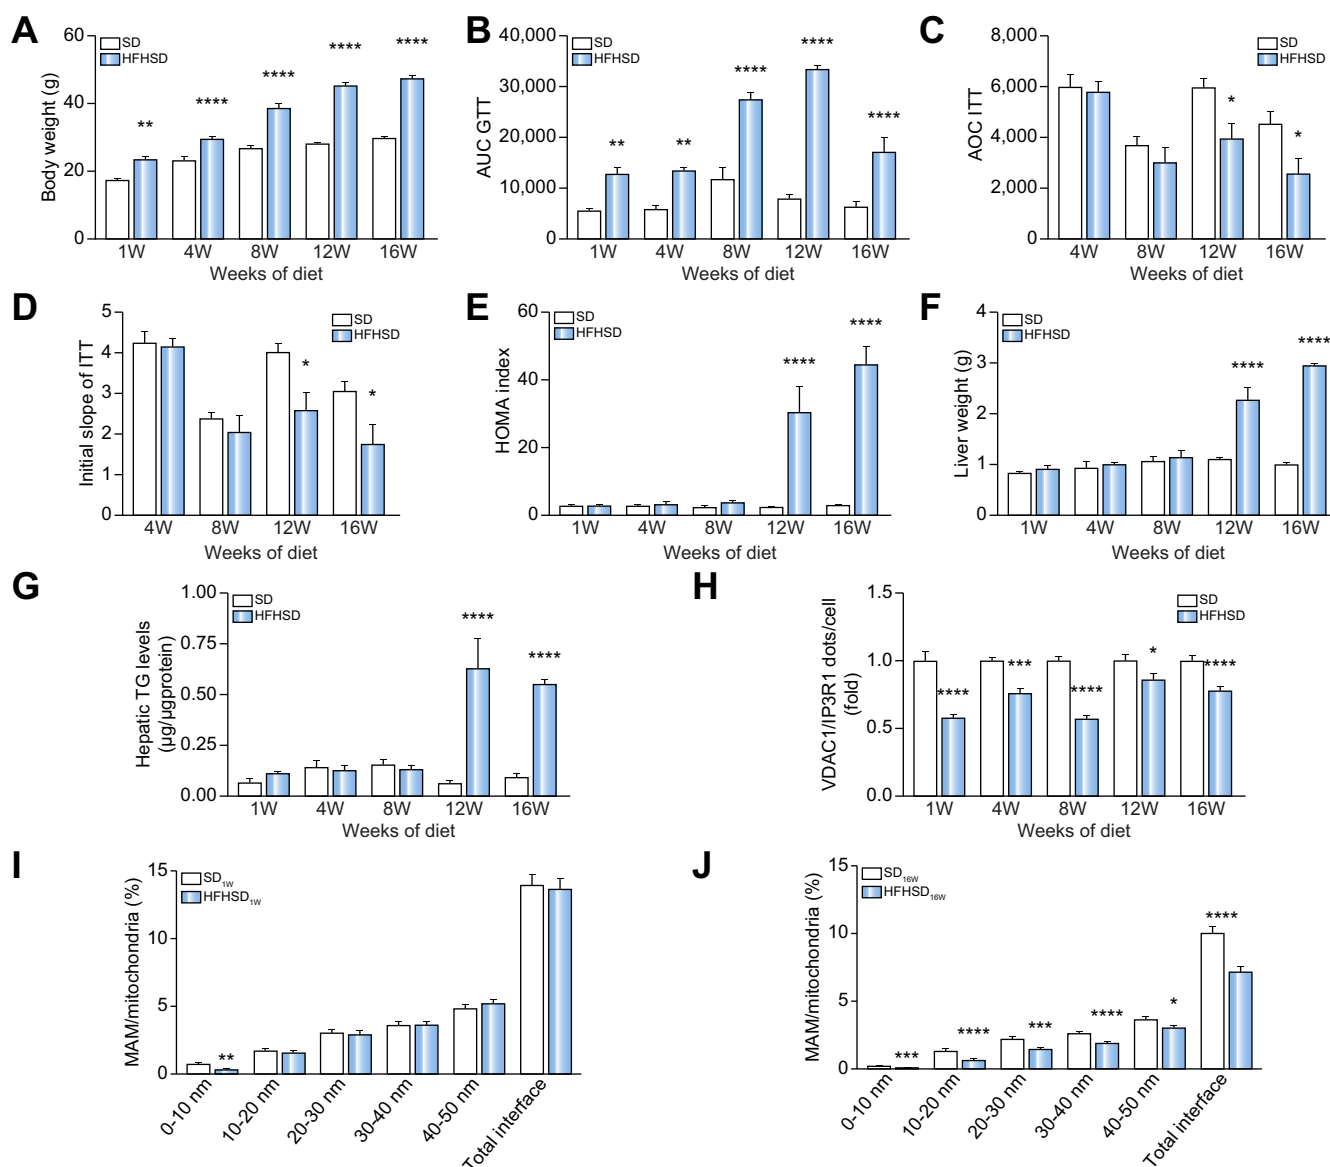 A
Body weight (g)
60
40
20
0
SD
HFHSD
**
****
****
****
****
1W 4W 8W 12W 16W
Weeks of diet
B
AUC GTT
40,000
30,000
20,000
10,000
0
SD
HFHSD
**
**
****
****
****
1W 4W 8W 12W 16W
Weeks of diet
C
AOC ITT
8,000
6,000
4,000
2,000
0
SD
HFHSD
*
*
4W 8W 12W 16W
Weeks of diet
D
Initial slope of ITT
5
4
3
2
1
0
SD
HFHSD
*
*
4W 8W 12W 16W
Weeks of diet
E
HOMA index
60
40
20
0
SD
HFHSD
****
****
1W 4W 8W 12W 16W
Weeks of diet
F
Liver weight (g)
4
3
2
1
0
SD
HFHSD
****
****
1W 4W 8W 12W 16W
Weeks of diet
G
Hepatic TG levels
(µg/µgprotein)
1.00
0.75
0.50
0.25
0.00
SD
HFHSD
****
****
1W 4W 8W 12W 16W
Weeks of diet
H
VDAC1/IP3R1 dots/cell
(fold)
1.5
1.0
0.5
0.0
SD
HFHSD
****
***
****
*
****
1W 4W 8W 12W 16W
Weeks of diet
I
MAM/mitochondria (%)
15
10
5
0
SD1W
HFHSD1W
**
0-10 nm
10-20 nm
20-30 nm
30-40 nm
40-50 nm
Total interface
J
MAM/mitochondria (%)
15
10
5
0
SD16W
HFHSD16W
***
****
***
****
*
****
0-10 nm
10-20 nm
20-30 nm
30-40 nm
40-50 nm
Total interface